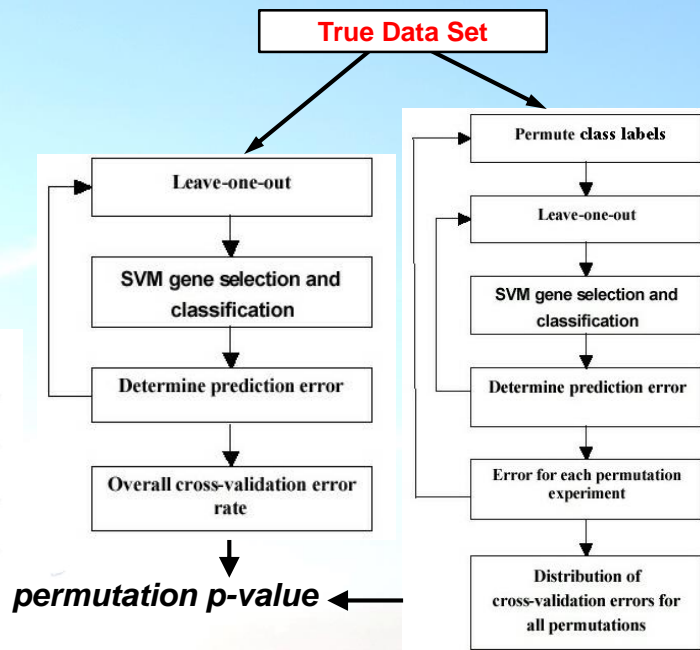 True Data Set
Leave-one-out
SVM gene selection and
classification
Determine prediction error
Overall cross-validation error
rate
permutation p-value
Permute class labels
Leave-one-out
SVM gene selection and
classification
Determine prediction error
Error for each permutation
experiment
Distribution of
cross-validation errors for
all permutations